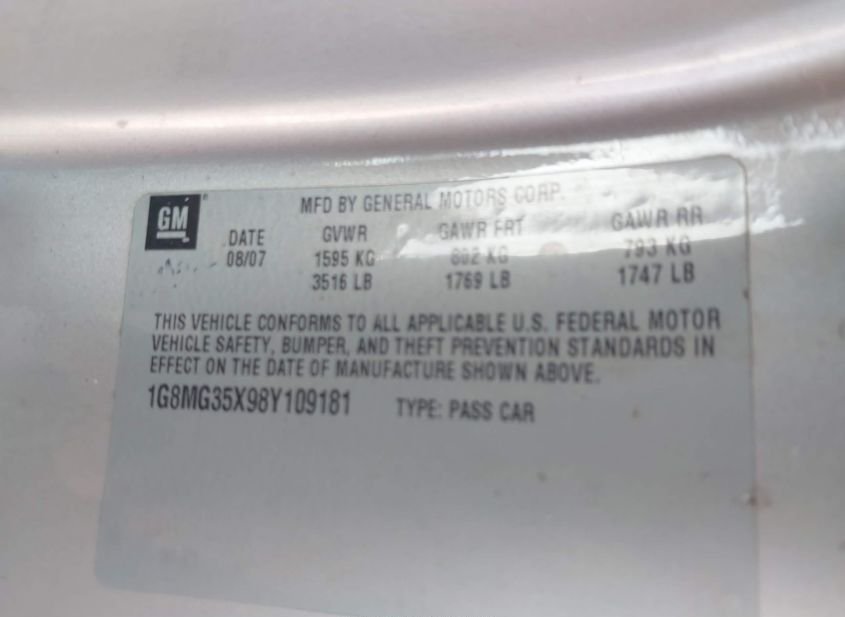 GM
MFD BY GENERAL MOTORS CORP.
DATE GVWR GAWR FRT GAWR RR
08/07 1595 KG 802 KG 793 KG
3516 LB 1769 LB 1747 LB
THIS VEHICLE CONFORMS TO ALL APPLICABLE U.S. FEDERAL MOTOR
VEHICLE SAFETY, BUMPER, AND THEFT PREVENTION STANDARDS IN
EFFECT ON THE DATE OF MANUFACTURE SHOWN ABOVE.
1G8MG35X98Y109181 TYPE: PASS CAR